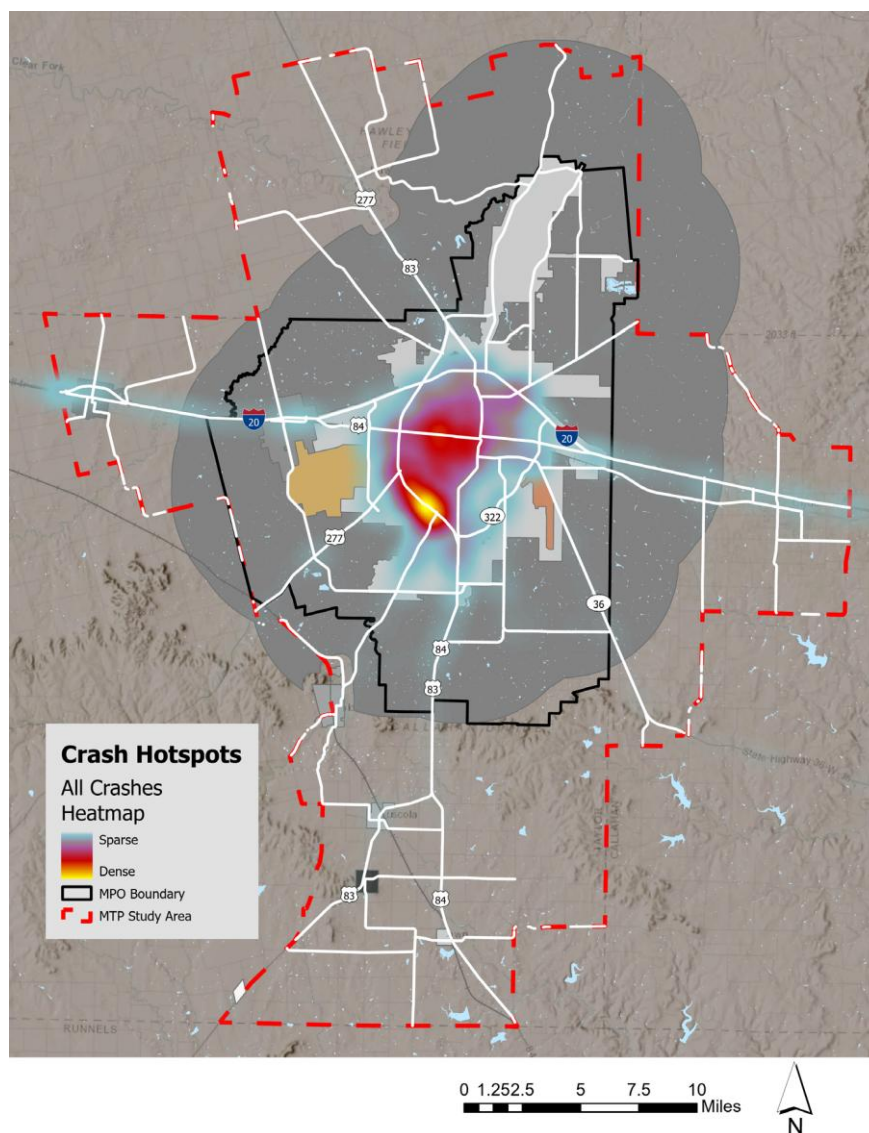 Clear Fork
HAWLEY
277
83
20
84
20
322
277
36
84
83
Crash Hotspots
All Crashes
Heatmap
Sparse
Dense
MPO Boundary
MTP Study Area
TAYLOR
CALLAHAN
83
84
RUNNELS
0 1.25 2.5 5 7.5 10
Miles
N